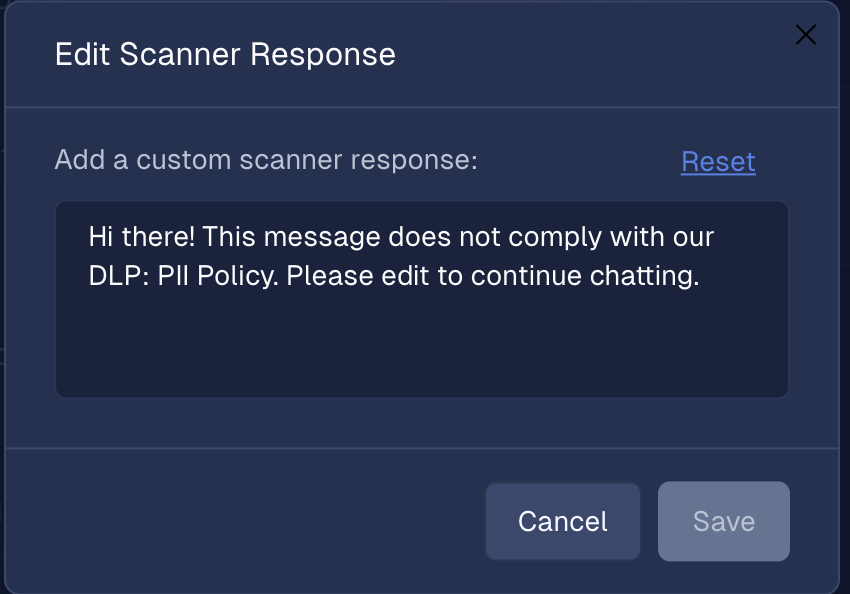 Edit Scanner Response
Add a custom scanner response:
Reset
Hi there! This message does not comply with our
DLP: PII Policy. Please edit to continue chatting.
Cancel
Save